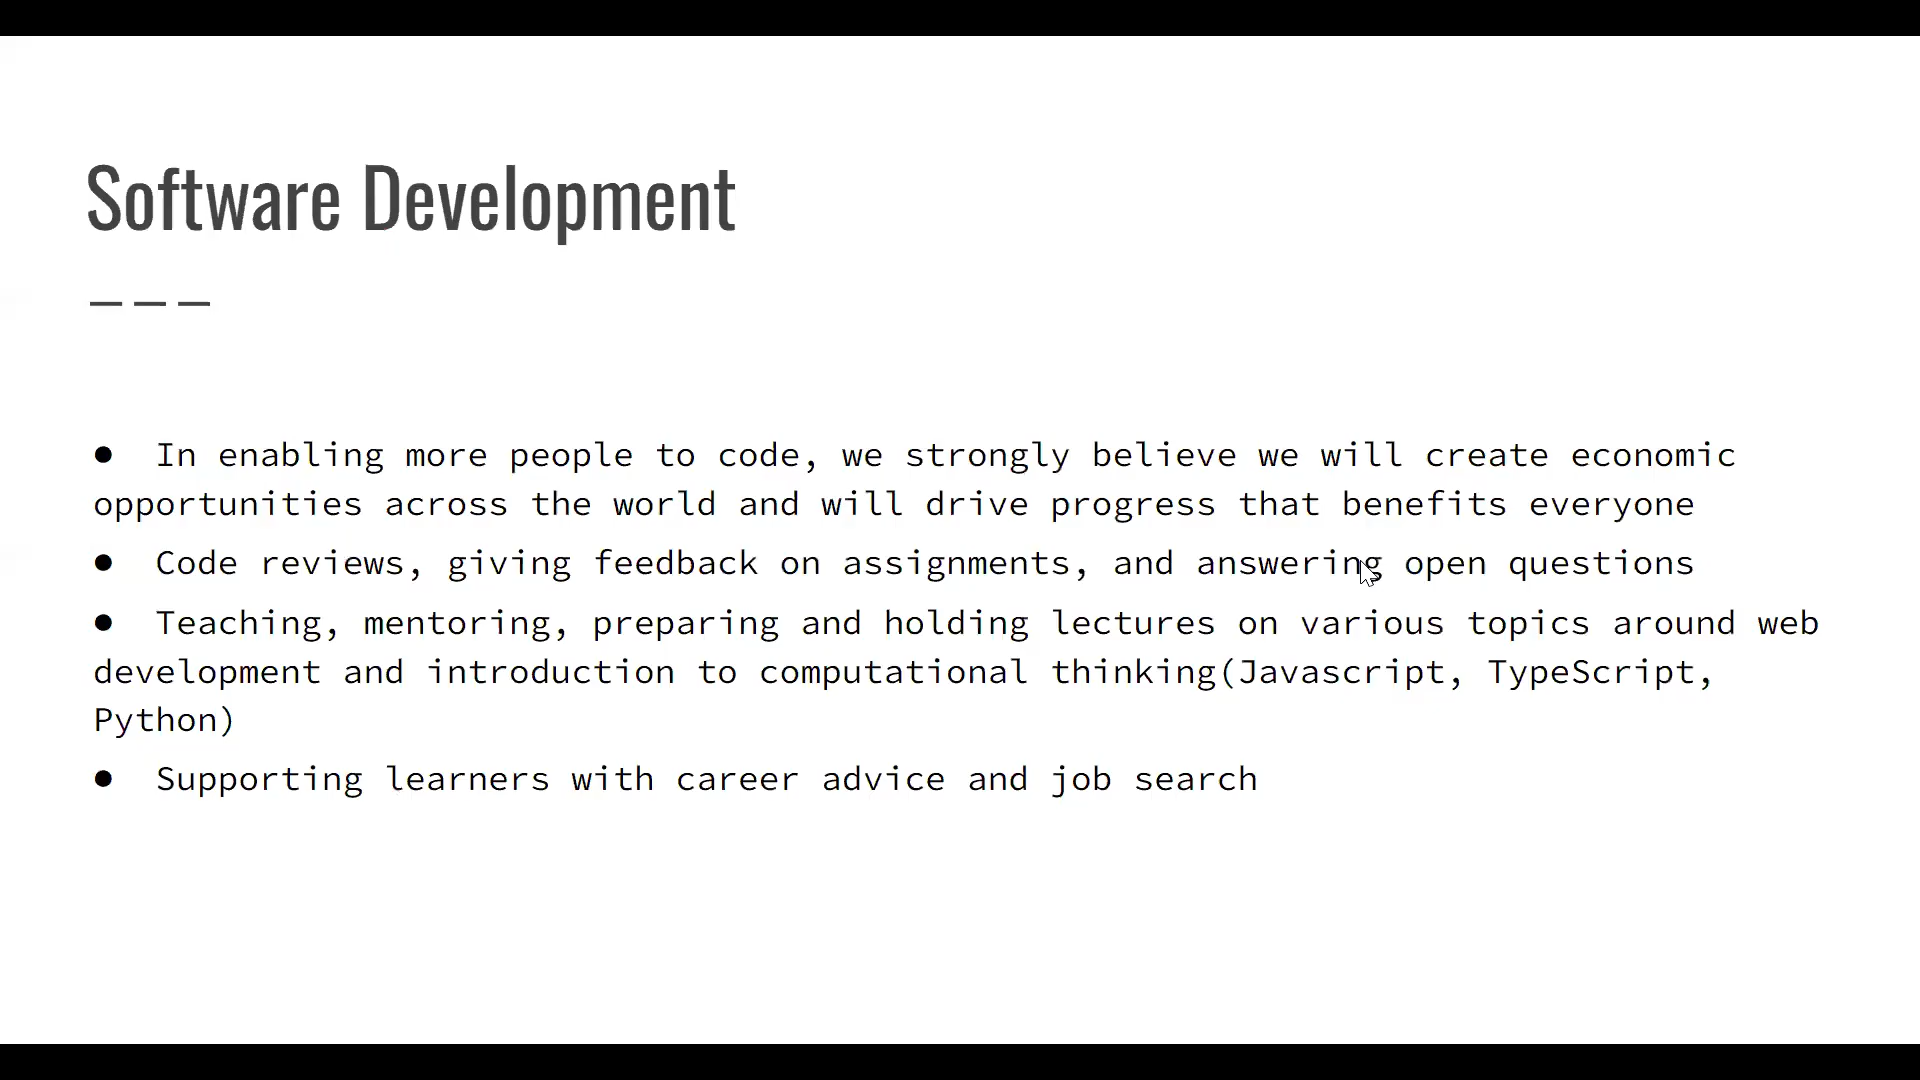 Software Development
● In enabling more people to code, we strongly believe we will create economic
opportunities across the world and will drive progress that benefits everyone
● Code reviews, giving feedback on assignments, and answering open questions
● Teaching, mentoring, preparing and holding lectures on various topics around web
development and introduction to computational thinking(Javascript, TypeScript,
Python)
● Supporting learners with career advice and job search